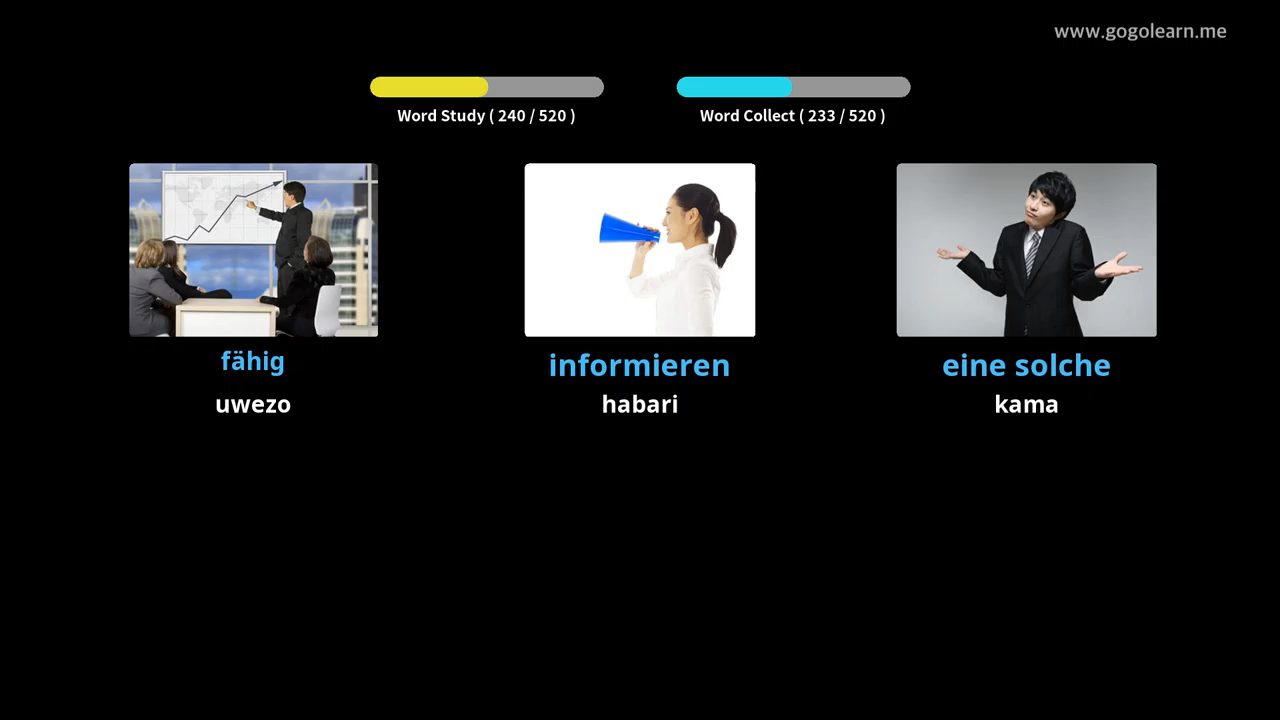 www.gogolearn.me
Word Study ( 240 / 520 )
Word Collect ( 233 / 520 )
fähig
informieren
eine solche
uwezo
habari
kama